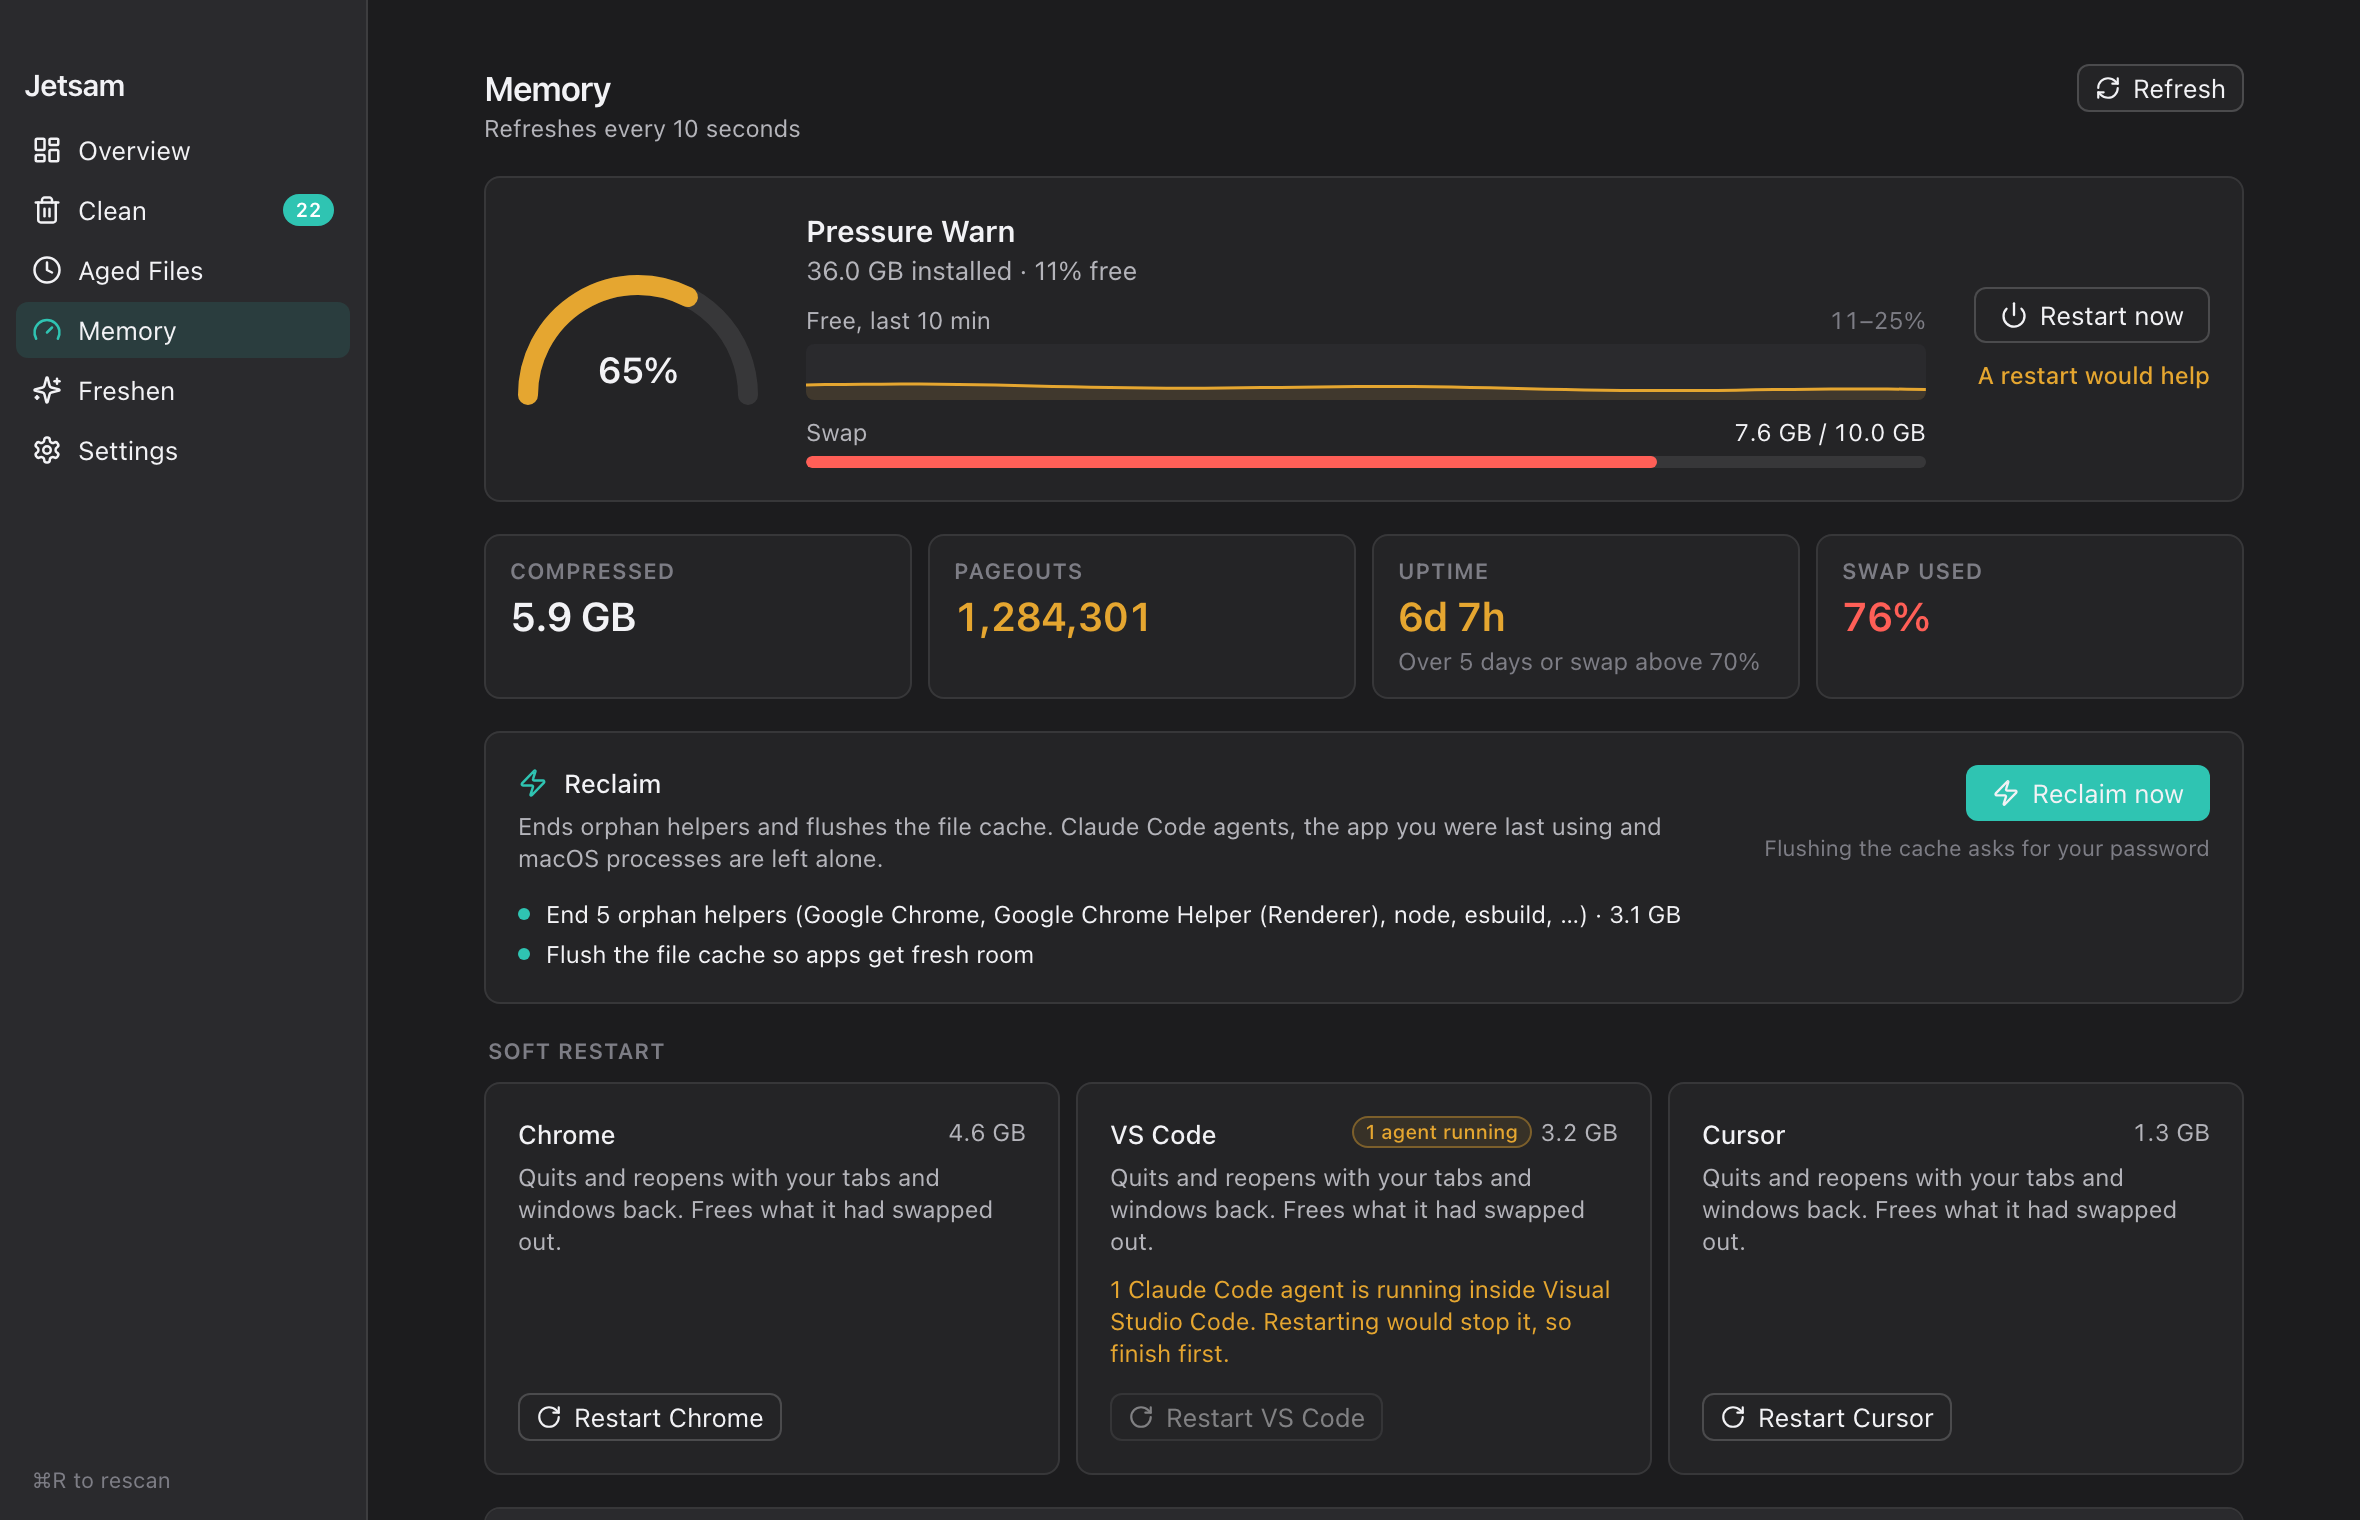 Jetsam
Overview
Clean
22
Aged Files
Memory
Freshen
Settings
⌘R to rescan
Memory
Refreshes every 10 seconds
Refresh
65%
Pressure Warn
36.0 GB installed · 11% free
Free, last 10 min
11–25%
Swap
7.6 GB / 10.0 GB
Restart now
A restart would help
COMPRESSED
5.9 GB
PAGEOUTS
1,284,301
UPTIME
6d 7h
Over 5 days or swap above 70%
SWAP USED
76%
Reclaim
Ends orphan helpers and flushes the file cache. Claude Code agents, the app you were last using and
macOS processes are left alone.
End 5 orphan helpers (Google Chrome, Google Chrome Helper (Renderer), node, esbuild, …) · 3.1 GB
Flush the file cache so apps get fresh room
Reclaim now
Flushing the cache asks for your password
SOFT RESTART
Chrome
4.6 GB
Quits and reopens with your tabs and
windows back. Frees what it had swapped
out.
Restart Chrome
VS Code
1 agent running
3.2 GB
Quits and reopens with your tabs and
windows back. Frees what it had swapped
out.
1 Claude Code agent is running inside Visual
Studio Code. Restarting would stop it, so
finish first.
Restart VS Code
Cursor
1.3 GB
Quits and reopens with your tabs and
windows back. Frees what it had swapped
out.
Restart Cursor